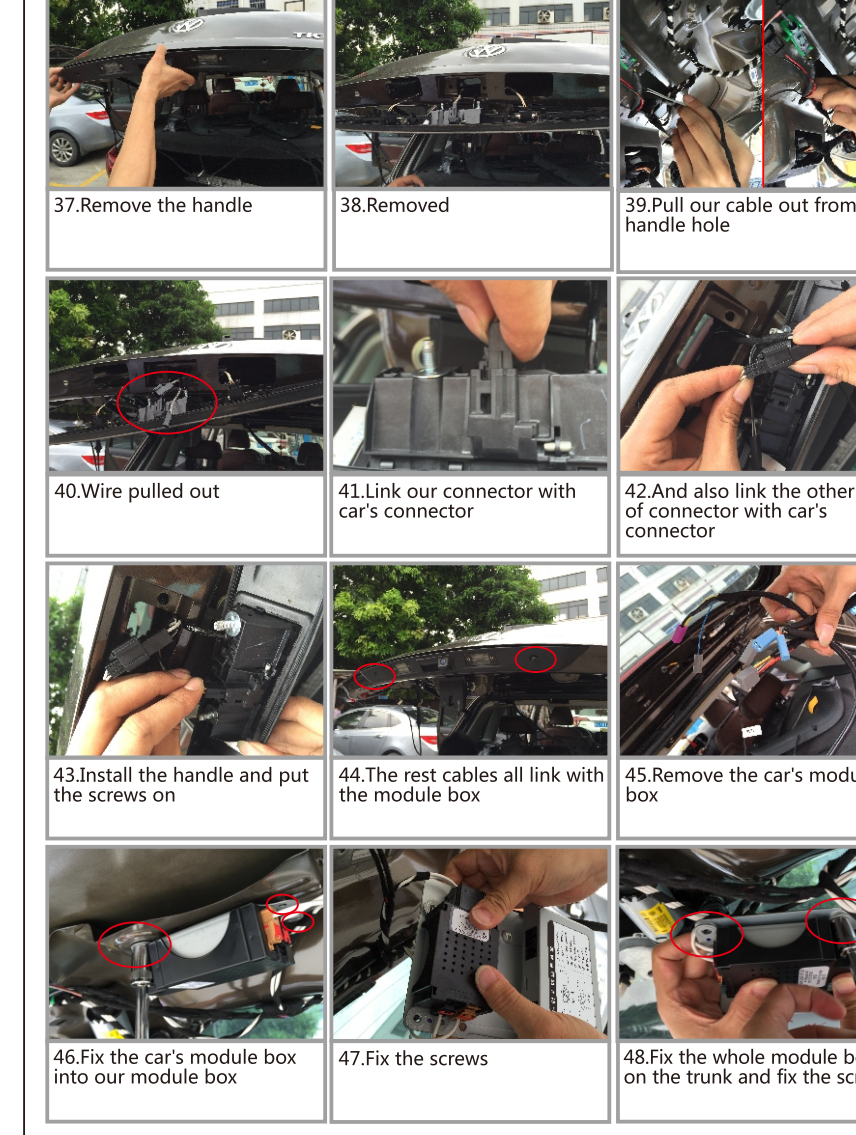 TIG
37.Remove the handle
38.Removed
39.Pull our cable out from
handle hole
40.Wire pulled out
41.Link our connector with
car's connector
42.And also link the other
of connector with car's
connector
43.Install the handle and put
the screws on
44.The rest cables all link with
the module box
45.Remove the car's modu
box
46.Fix the car's module box
into our module box
47.Fix the screws
48.Fix the whole module b
on the trunk and fix the scr